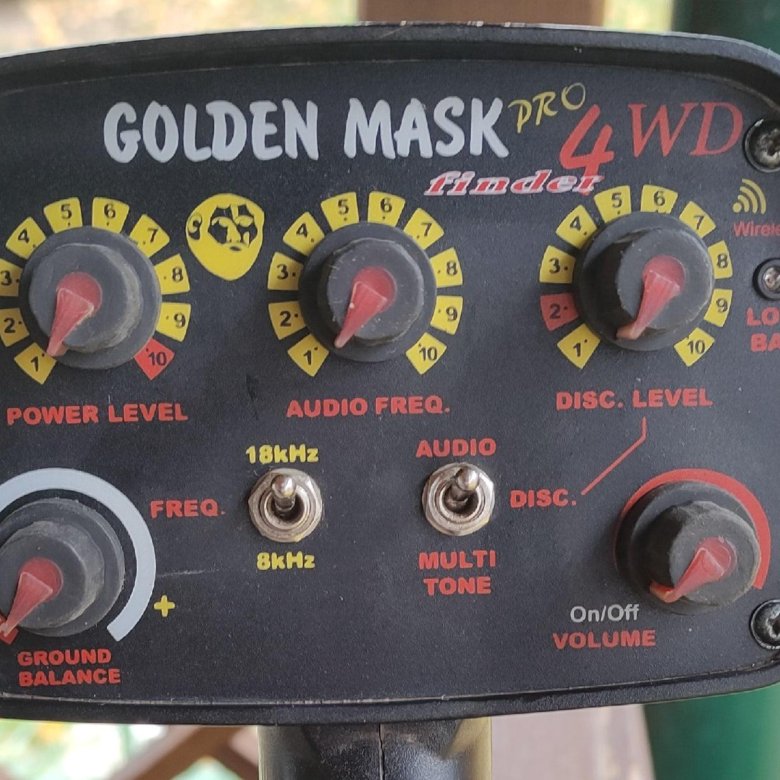 GOLDEN MASK PRO 4WD
finder
1 2 3 4 5 6 7 8 9 10
1 2 3 4 5 6 7 8 9 10
1 2 3 4 5 6 7 8 9 10
POWER LEVEL
AUDIO FREQ.
DISC. LEVEL
18kHz
AUDIO
FREQ.
DISC.
8kHz
MULTI
TONE
+
On/Off
VOLUME
GROUND
BALANCE